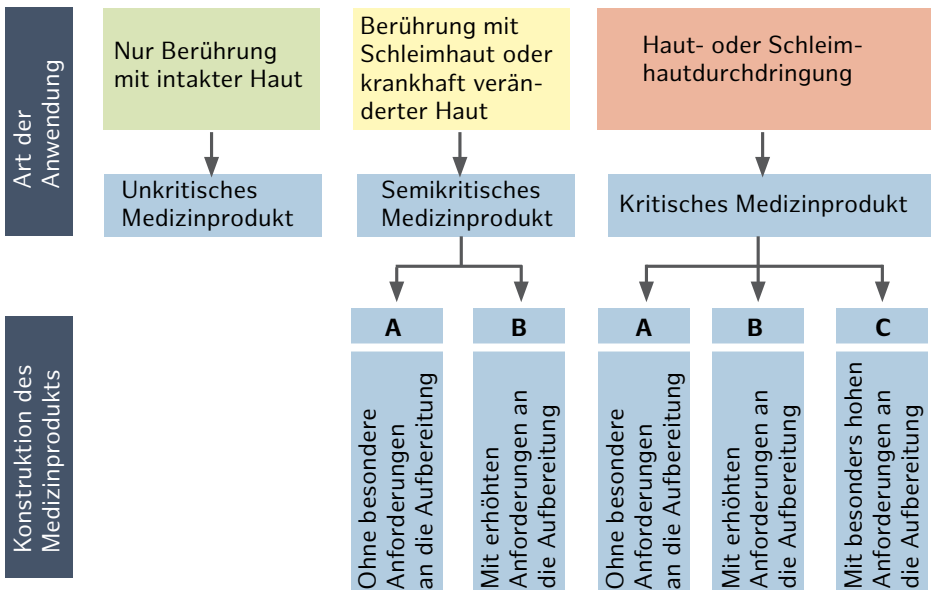 Art der
Anwendung
Nur Berührung
mit intakter Haut
Berührung mit
Schleimhaut oder
krankhaft verän-
derter Haut
Haut- oder Schleim-
hautdurchdringung
Unkritisches
Medizinprodukt
Semikritisches
Medizinprodukt
Kritisches Medizinprodukt
Konstruktion des
Medizinprodukts
A
Ohne besondere
Anforderungen
an die Aufbereitung
B
Mit erhöhten
Anforderungen an
die Aufbereitung
A
Ohne besondere
Anforderungen
an die Aufbereitung
B
Mit erhöhten
Anforderungen an
die Aufbereitung
C
Mit besonders hohen
Anforderungen an
die Aufbereitung